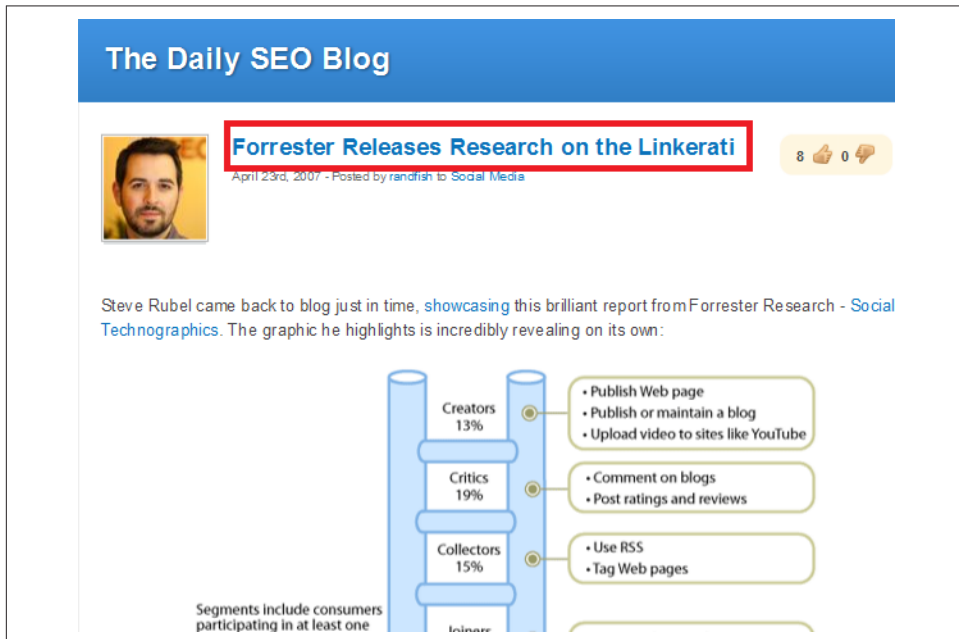 The Daily SEO Blog
Forrester Releases Research on the Linkerati
8 0
April 23rd, 2007 - Posted by randfish to Social Media
Steve Rubel came back to blog just in time, showcasing this brilliant report from Forrester Research - Social
Technographics. The graphic he highlights is incredibly revealing on its own:
Creators
13%
• Publish Web page
• Publish or maintain a blog
• Upload video to sites like YouTube
Critics
19%
• Comment on blogs
• Post ratings and reviews
Collectors
15%
• Use RSS
• Tag Web pages
Segments include consumers
participating in at least one
Joiners